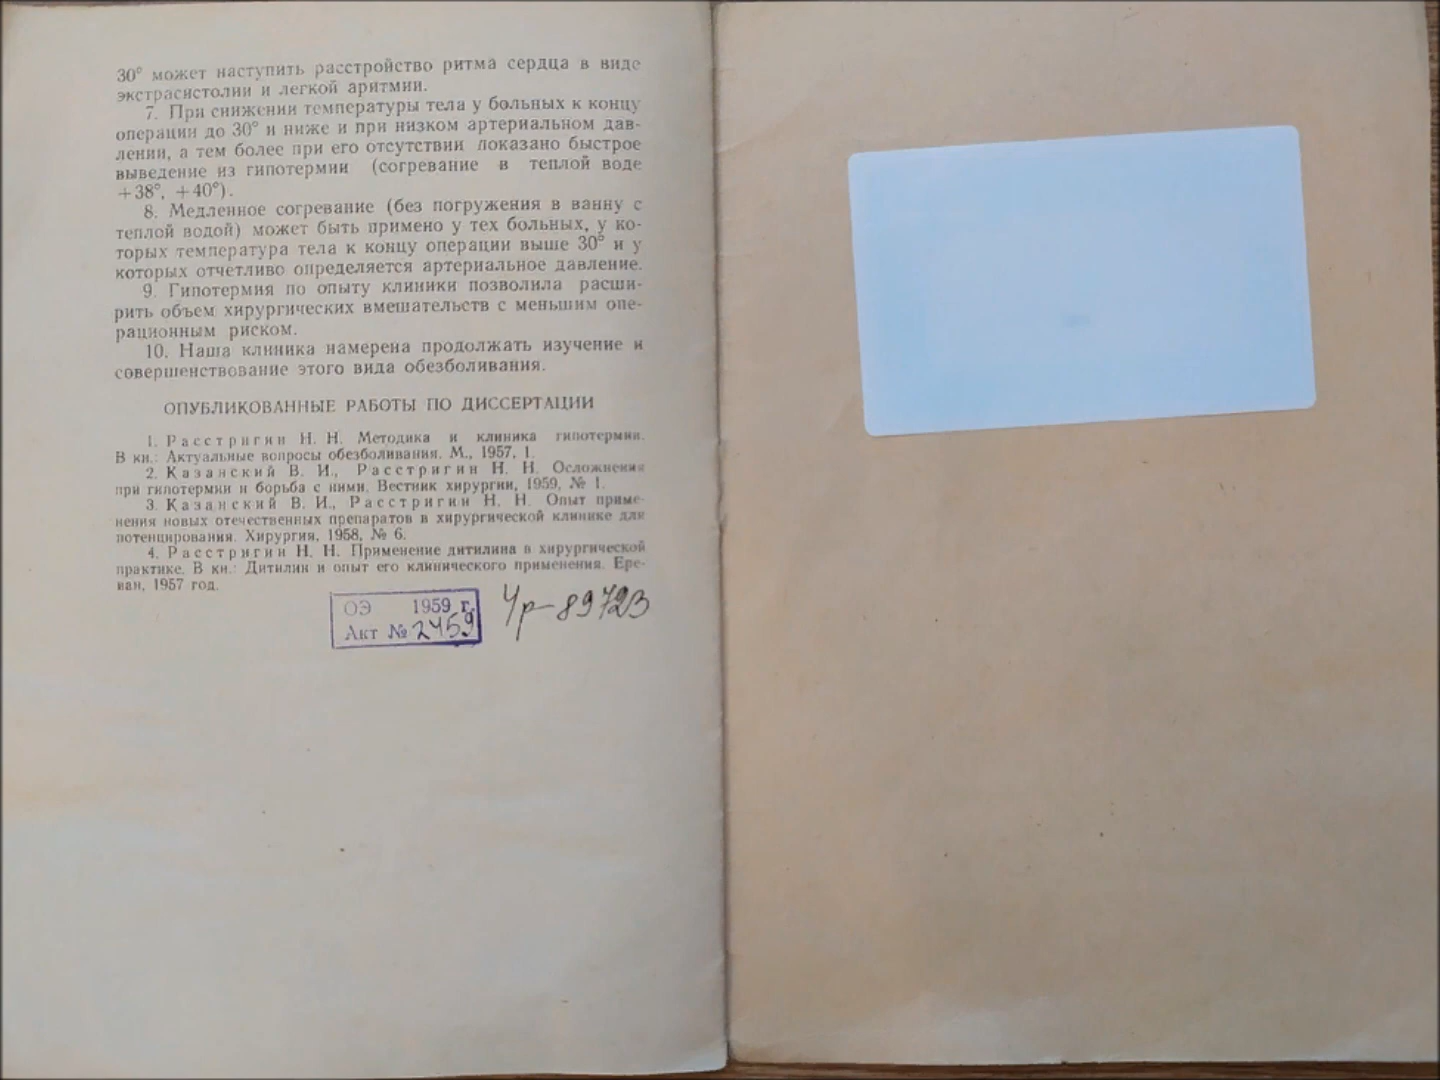 30° может наступить расстройство ритма сердца в виде
экстрасистолии и легкой аритмии.
7. При снижении температуры тела у больных к концу
операции до 30° и ниже и при низком артериальном дав-
лении, а тем более при его отсутствии показано быстрое
выведение из гипотермии (согревание в теплой воде
+38°, +40°).
8. Медленное согревание (без погружения в ванну с
теплой водой) может быть примено у тех больных, у ко-
торых температура тела к концу операции выше 30° и у
которых отчетливо определяется артериальное давление.
9. Гипотермия по опыту клиники позволила расши-
рить объем хирургических вмешательств с меньшим опе-
рационным риском.
10. Наша клиника намерена продолжать изучение и
совершенствование этого вида обезболивания.
ОПУБЛИКОВАННЫЕ РАБОТЫ ПО ДИССЕРТАЦИИ
1. Расстригин Н. Н. Методика и клиника гипотермии.
В кн.: Актуальные вопросы обезболивания. М., 1957, 1.
2. Казанский В. И., Расстригин Н. Н. Осложнения
при гипотермии и борьба с ними. Вестник хирургии, 1959, № 1.
3. Казанский В. И., Расстригин Н. Н. Опыт приме-
нения новых отечественных препаратов в хирургической клинике для
потенцирования. Хирургия, 1958, № 6.
4. Расстригин Н. Н. Применение дитилина в хирургической
практике. В кн.: Дитилин и опыт его клинического применения. Ере-
ван, 1957 год.
ОЭ 1959 г.
Акт № 2459
Чр-89723